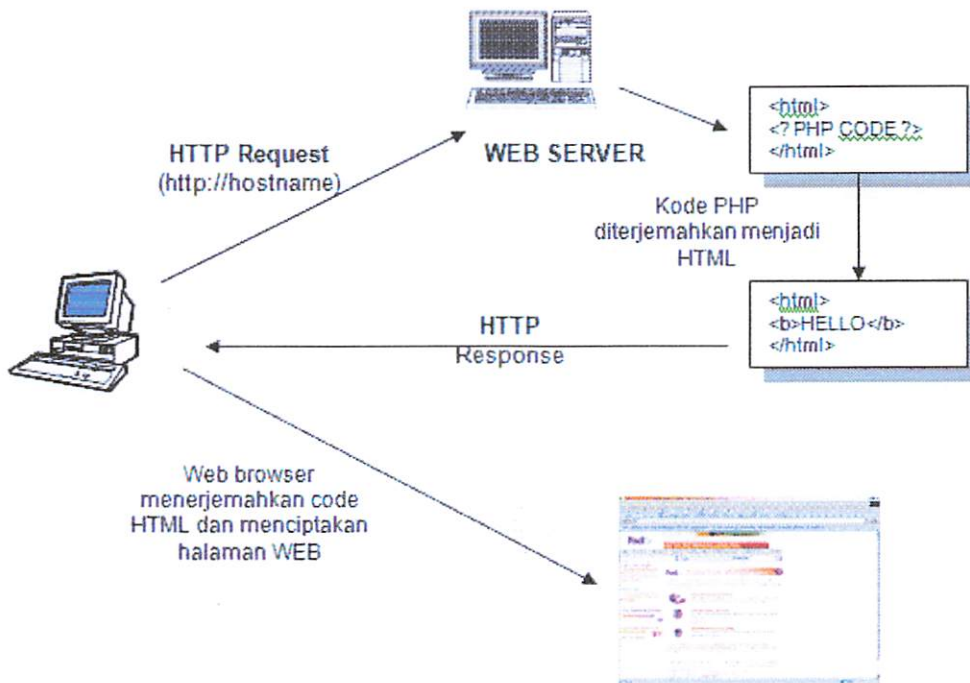 HTTP Request
(http://hostname)
WEB SERVER
<html>
<? PHP CODE ?>
</html>
Kode PHP
diterjemahkan menjadi
HTML
<html>
<b>HELLO</b>
</html>
HTTP
Response
Web browser
menerjemahkan code
HTML dan menciptakan
halaman WEB